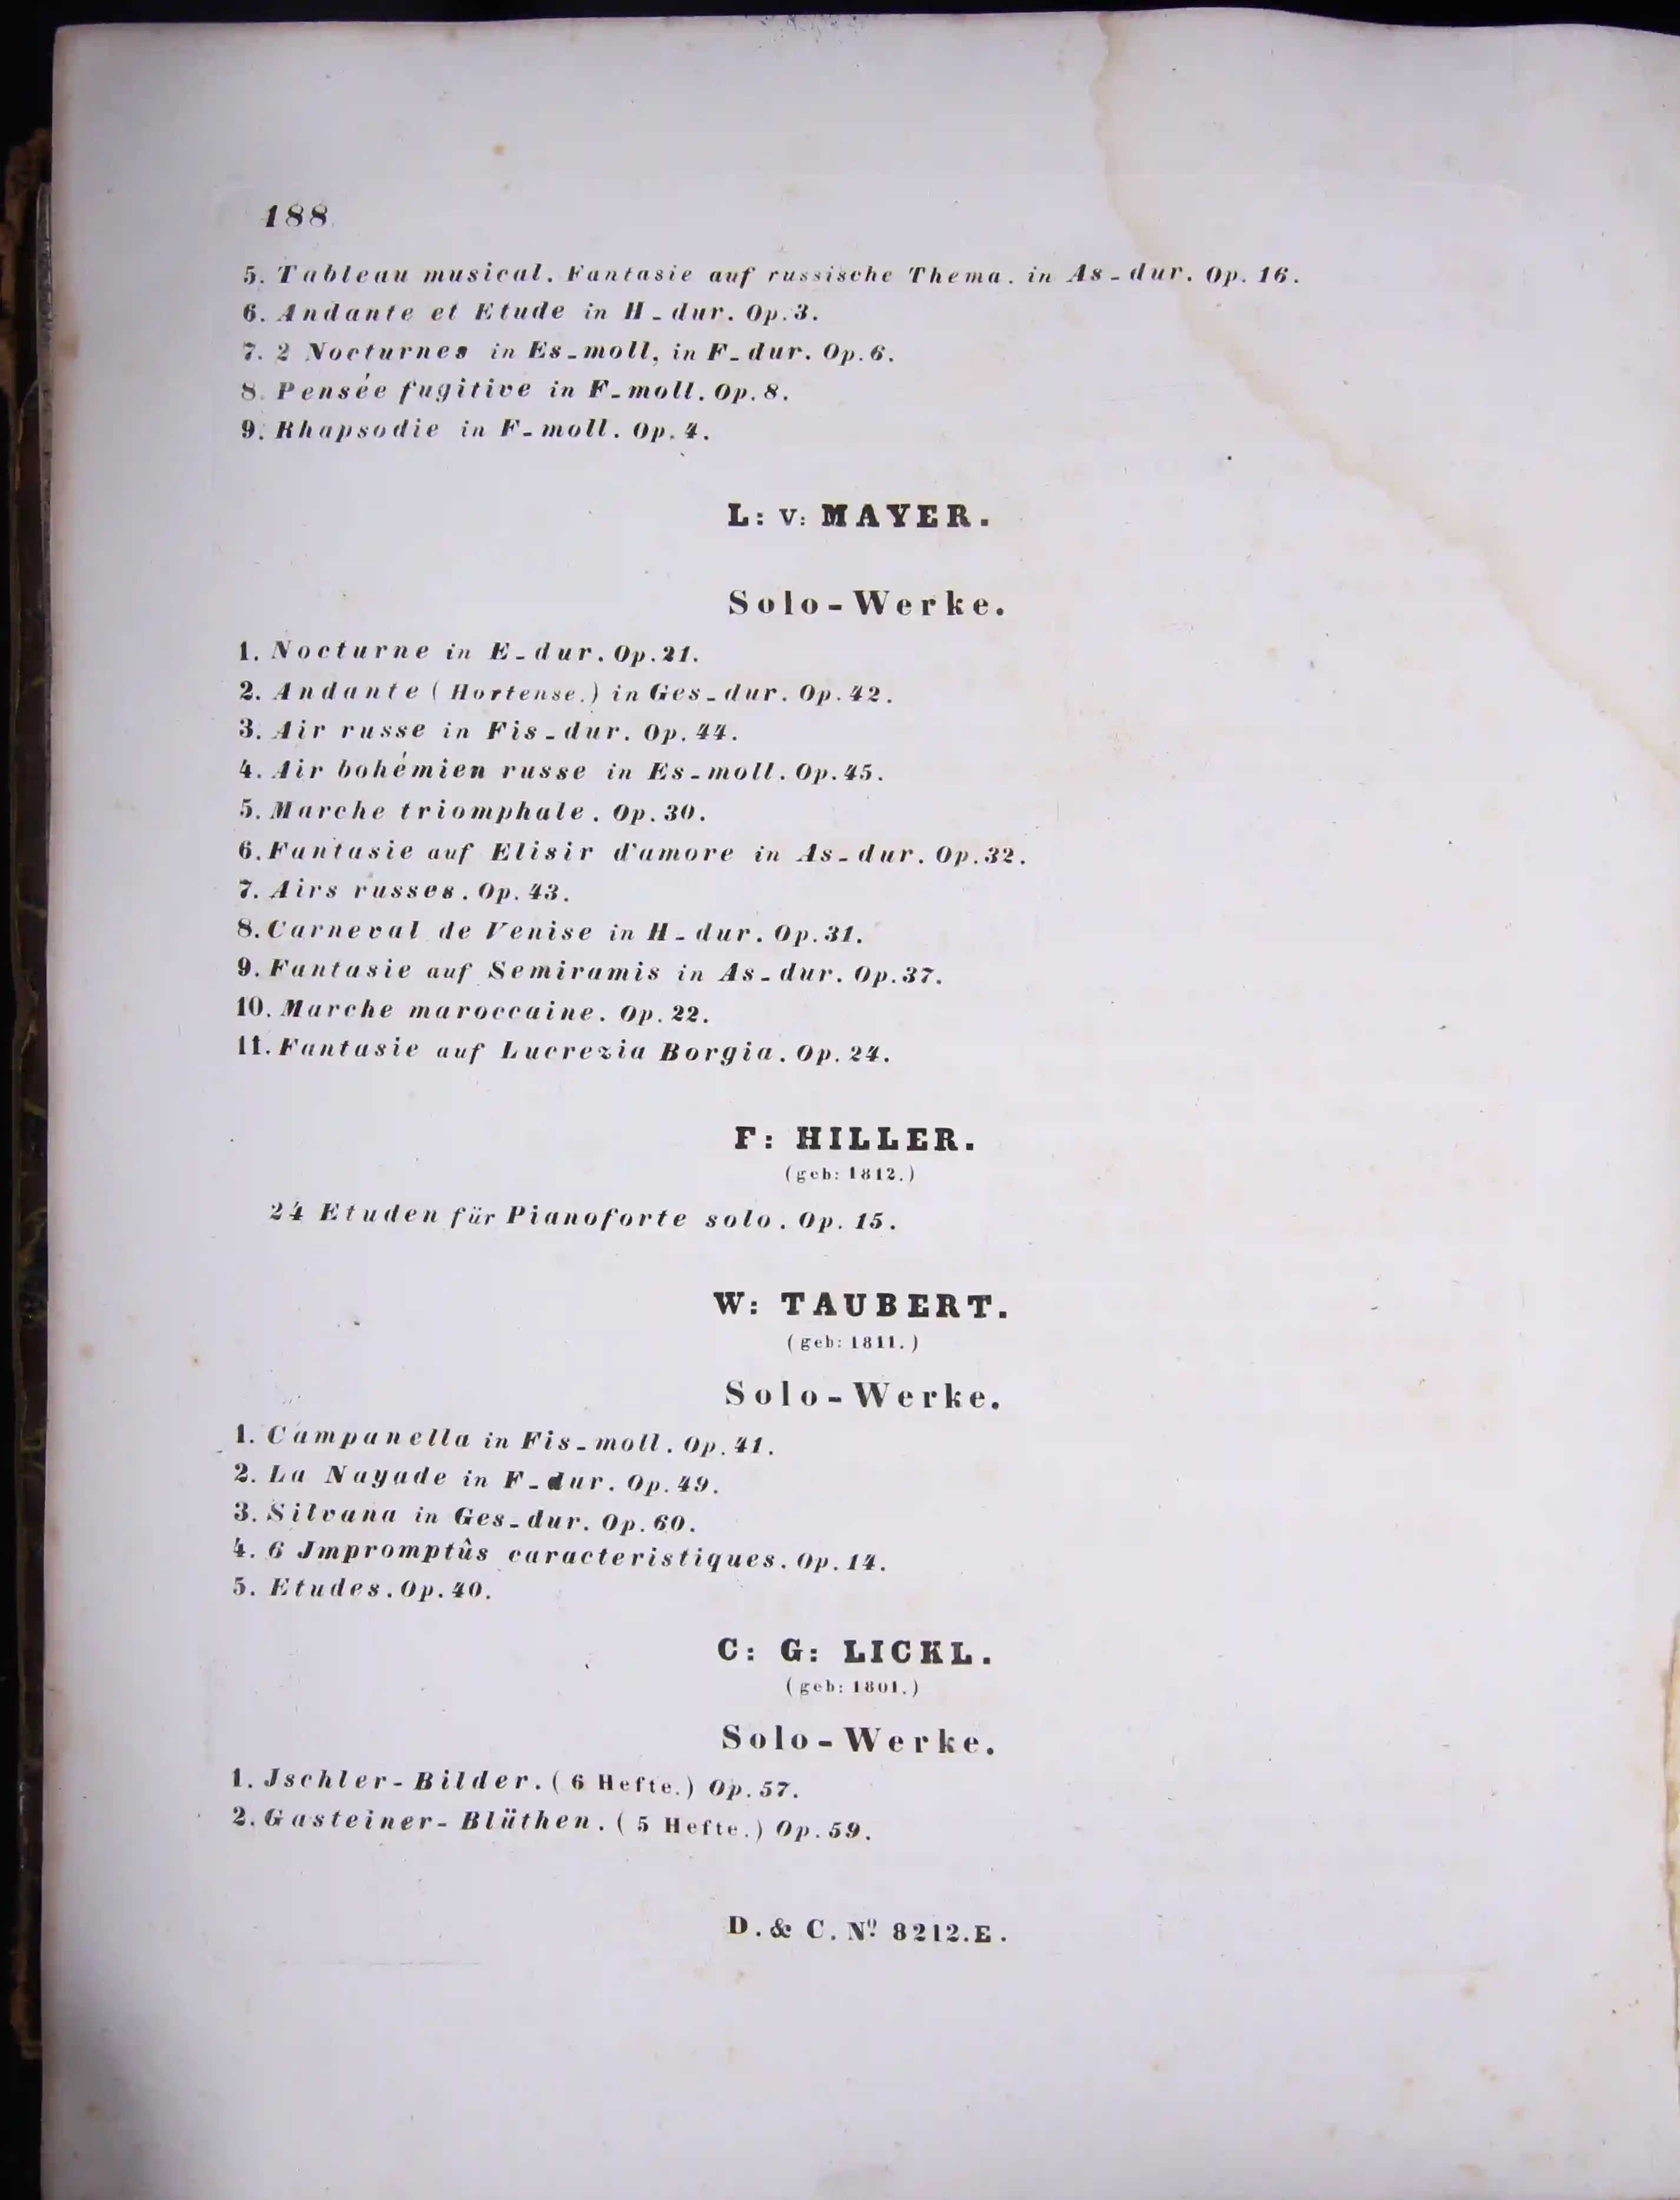 188
5. Tableau musical. Fantasie auf russische Thema. in As-dur. Op. 16.
6. Andante et Etude in H-dur. Op. 3.
7. 2 Nocturnes in Es-moll, in F-dur. Op. 6.
8. Pensée fugitive in F-moll. Op. 8.
9. Rhapsodie in F-moll. Op. 4.
L: v: MAYER.
Solo-Werke.
1. Nocturne in E-dur. Op. 21.
2. Andante (Hortense.) in Ges-dur. Op. 42.
3. Air russe in Fis-dur. Op. 44.
4. Air bohémien russe in Es-moll. Op. 45.
5. Marche triomphale. Op. 30.
6. Fantasie auf Elisir d'amore in As-dur. Op. 32.
7. Airs russes. Op. 43.
8. Carneval de Venise in H-dur. Op. 31.
9. Fantasie auf Semiramis in As-dur. Op. 37.
10. Marche maroccaine. Op. 22.
11. Fantasie auf Lucrezia Borgia. Op. 24.
F: HILLER.
(geb: 1812.)
24 Etuden für Pianoforte solo. Op. 15.
W: TAUBERT.
(geb: 1811.)
Solo-Werke.
1. Campanella in Fis-moll. Op. 41.
2. La Nayade in F-dur. Op. 49.
3. Silvana in Ges-dur. Op. 60.
4. 6 Jmpromptûs caracteristiques. Op. 14.
5. Etudes. Op. 40.
C: G: LICKL.
(geb: 1801.)
Solo-Werke.
1. Jschler-Bilder. (6 Hefte.) Op. 57.
2. Gasteiner-Blüthen. (5 Hefte.) Op. 59.
D. & C. Nº 8212. E.